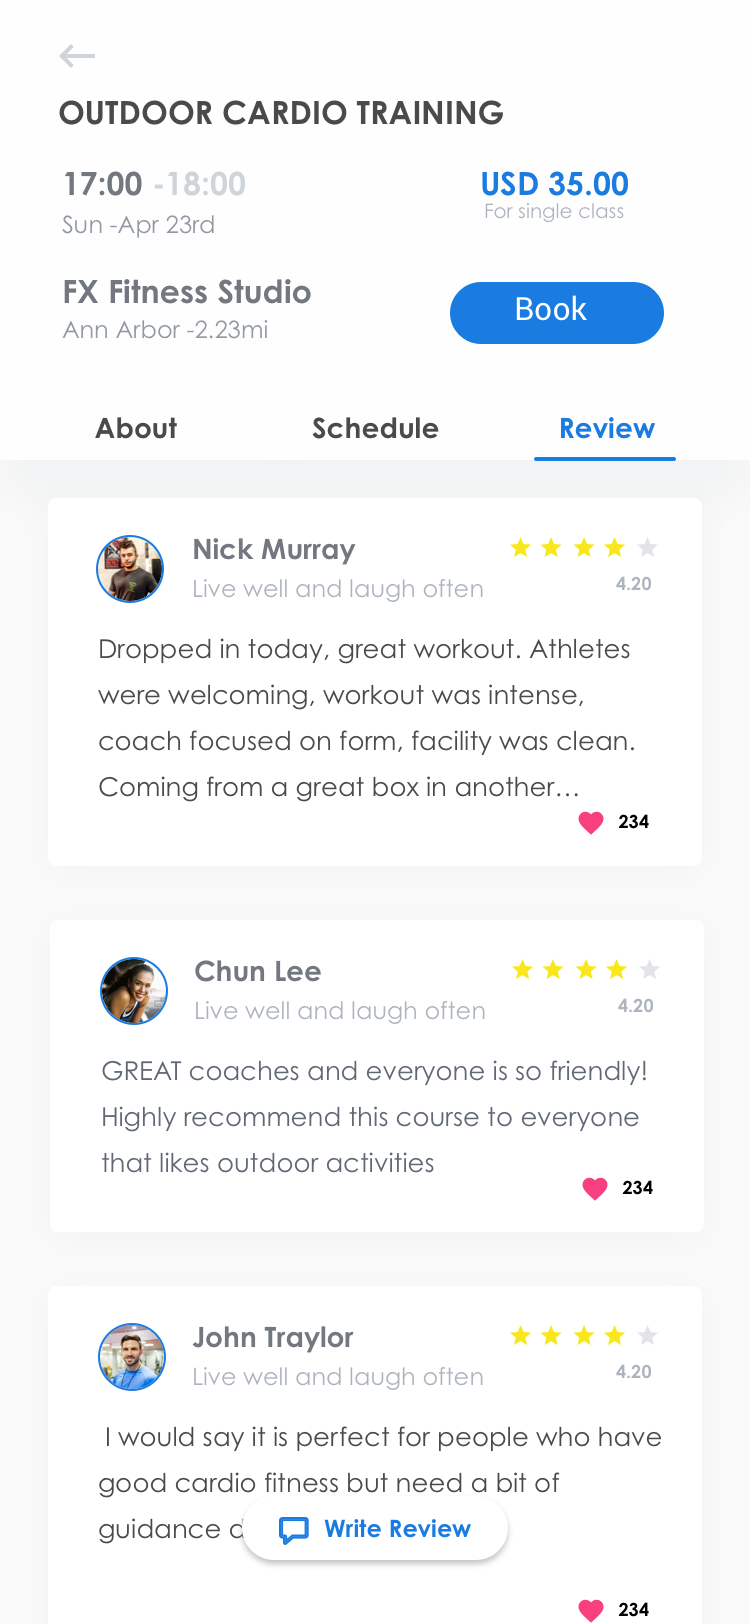 OUTDOOR CARDIO TRAINING
17:00 -18:00
USD 35.00
Sun -Apr 23rd
For single class
FX Fitness Studio
Ann Arbor -2.23mi
Book
About
Schedule
Review
Nick Murray
Live well and laugh often
4.20
Dropped in today, great workout. Athletes
were welcoming, workout was intense,
coach focused on form, facility was clean.
Coming from a great box in another...
234
Chun Lee
Live well and laugh often
4.20
GREAT coaches and everyone is so friendly!
Highly recommend this course to everyone
that likes outdoor activities
234
John Traylor
Live well and laugh often
4.20
I would say it is perfect for people who have
good cardio fitness but need a bit of
guidance
Write Review
234